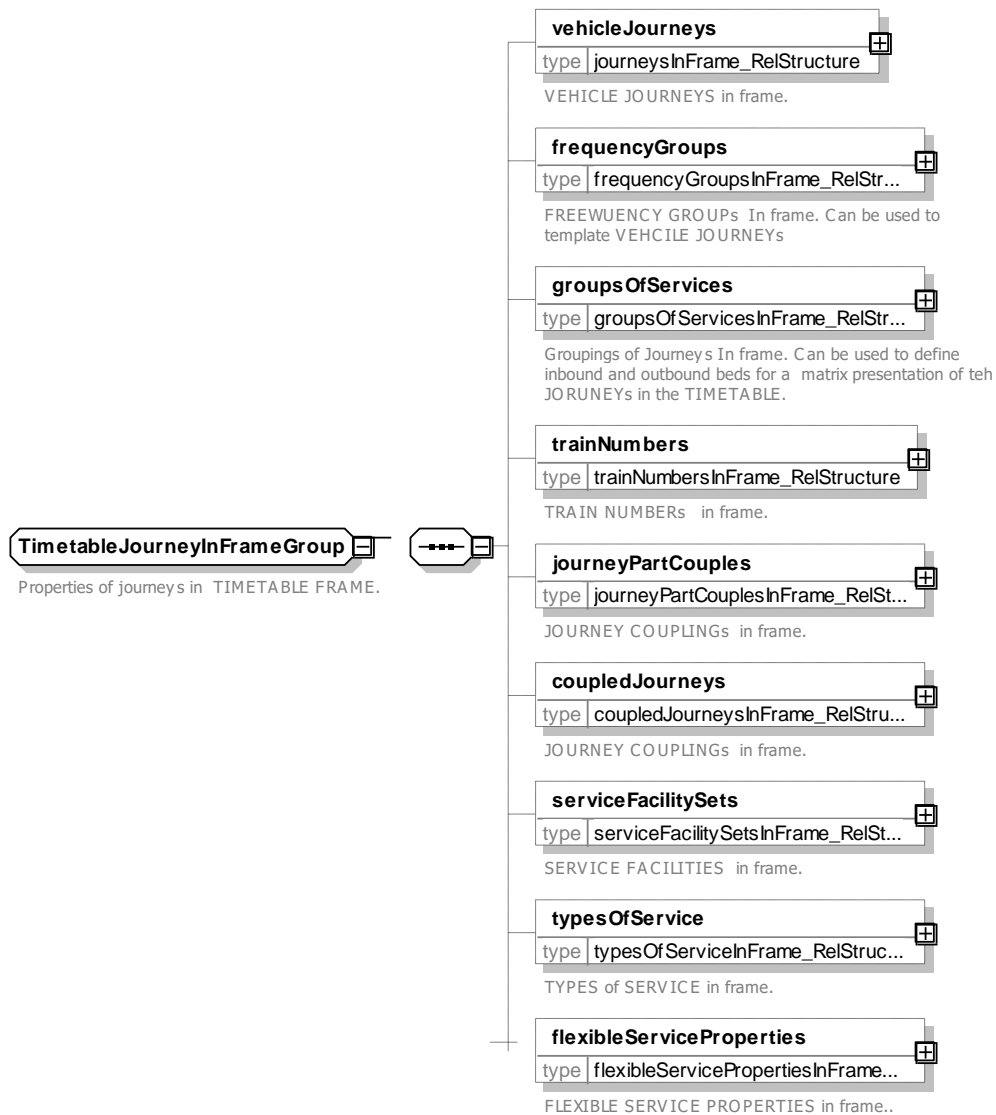 vehicleJourneys
type journeysInFrame_RelStructure
VEHICLE JOURNEYS in frame.
frequencyGroups
type frequencyGroupsInFrame_RelStr...
FREEWUENCY GROUPs In frame. Can be used to
template VEHCILE JOURNEYs
groupsOfServices
type groupsOfServicesInFrame_RelStr...
Groupings of Journeys In frame. Can be used to define
inbound and outbound beds for a matrix presentation of teh
JORUNEYs in the TIMETABLE.
trainNumbers
type trainNumbersInFrame_RelStructure
TRAIN NUMBERs in frame.
TimetableJourneyInFrameGroup
Properties of journeys in TIMETABLE FRAME.
journeyPartCouples
type journeyPartCouplesInFrame_RelSt...
JOURNEY COUPLINGs in frame.
coupledJourneys
type coupledJourneysInFrame_RelStru...
JOURNEY COUPLINGs in frame.
serviceFacilitySets
type serviceFacilitySetsInFrame_RelSt...
SERVICE FACILITIES in frame.
typesOfService
type typesOfServiceInFrame_RelStruc...
TYPES of SERVICE in frame.
flexibleServiceProperties
type flexibleServicePropertiesInFrame...
FLEXIBLE SERVICE PROPERTIES in frame..